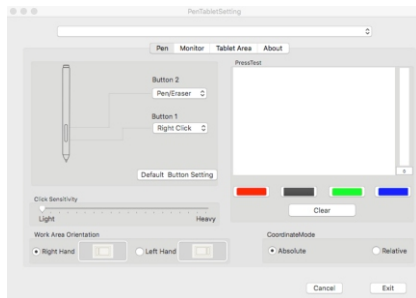 PenTabletSetting
Pen Monitor Tablet Area About
PressTest
Button 2
Pen/Eraser
Button 1
Right Click
Default Button Setting
0
Click Sensitivity
Light Heavy
Clear
Work Area Orientation
Right Hand Left Hand
CoordinateMode
Absolute Relative
Cancel Exit